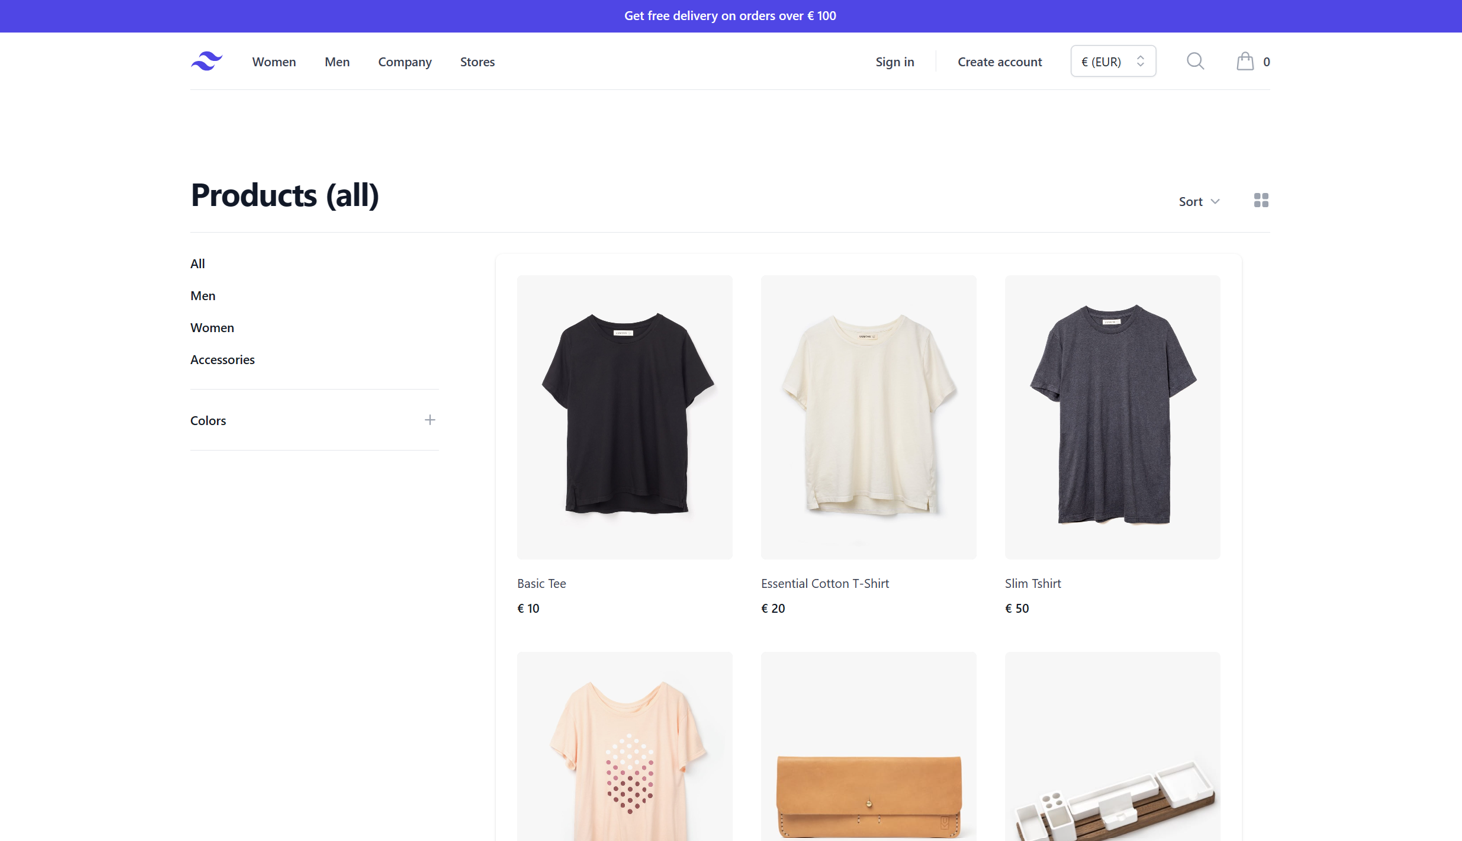 Get free delivery on orders over € 100
Women Men Company Stores Sign in Create account € (EUR) 0
Products (all)
Sort
All
Men
Women
Accessories
Colors
Basic Tee
€ 10
Essential Cotton T-Shirt
€ 20
Slim Tshirt
€ 50